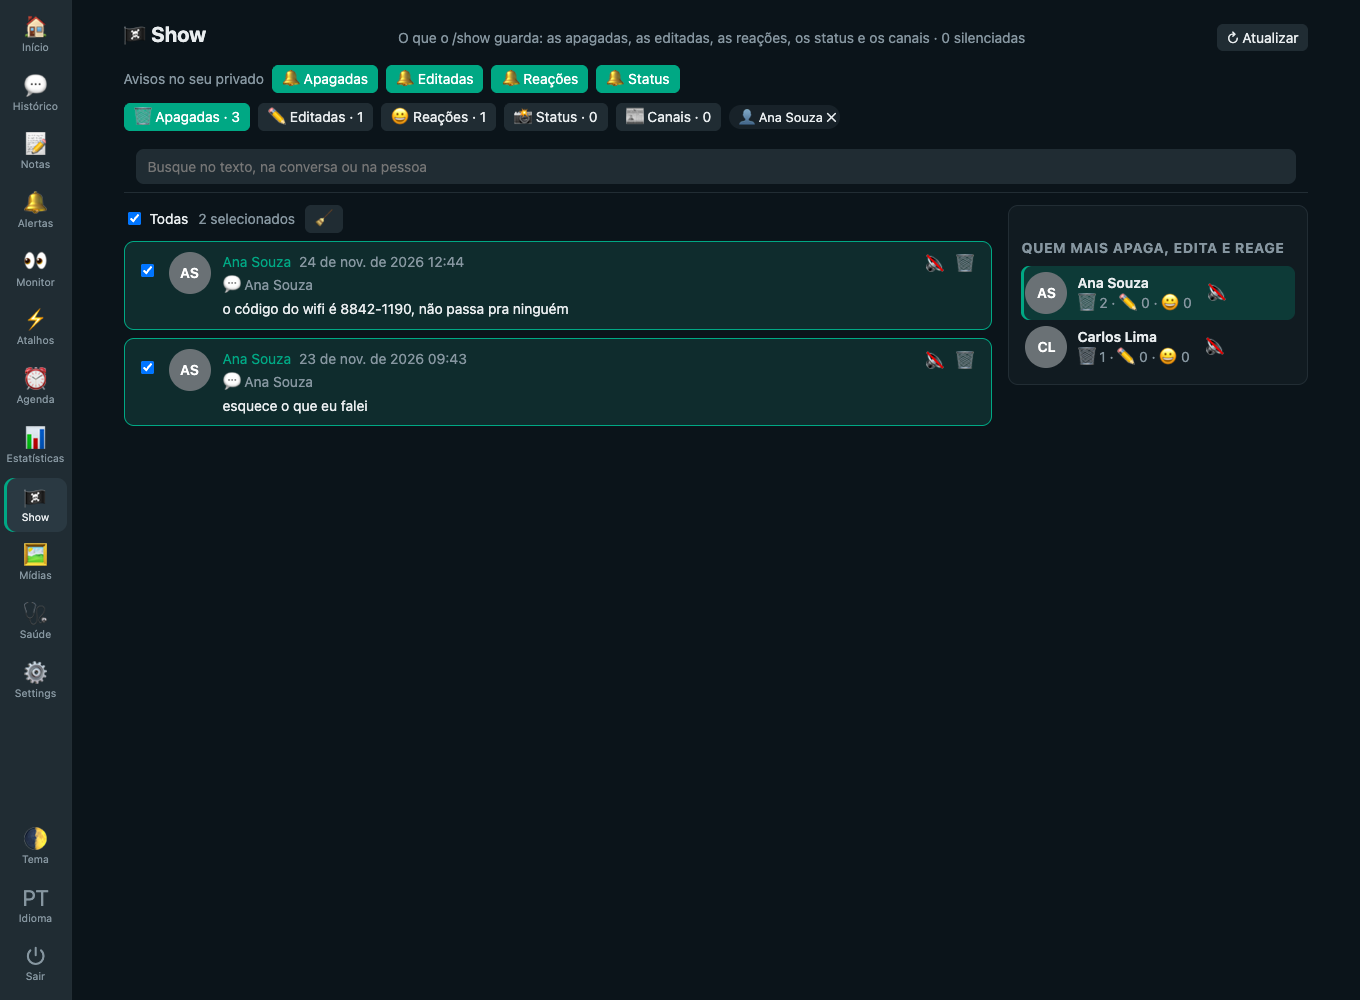 Início
Histórico
Notas
Alertas
Monitor
Atalhos
Agenda
Estatísticas
Show
Mídias
Saúde
Settings
Tema
PT
Idioma
Sair
Show
O que o /show guarda: as apagadas, as editadas, as reações, os status e os canais · 0 silenciadas
Atualizar
Avisos no seu privado
Apagadas
Editadas
Reações
Status
Apagadas · 3
Editadas · 1
Reações · 1
Status · 0
Canais · 0
Ana Souza ✕
Busque no texto, na conversa ou na pessoa
Todas 2 selecionados
AS
Ana Souza 24 de nov. de 2026 12:44
Ana Souza
o código do wifi é 8842-1190, não passa pra ninguém
AS
Ana Souza 23 de nov. de 2026 09:43
Ana Souza
esquece o que eu falei
QUEM MAIS APAGA, EDITA E REAGE
AS
Ana Souza
2 · 0 · 0
CL
Carlos Lima
1 · 0 · 0